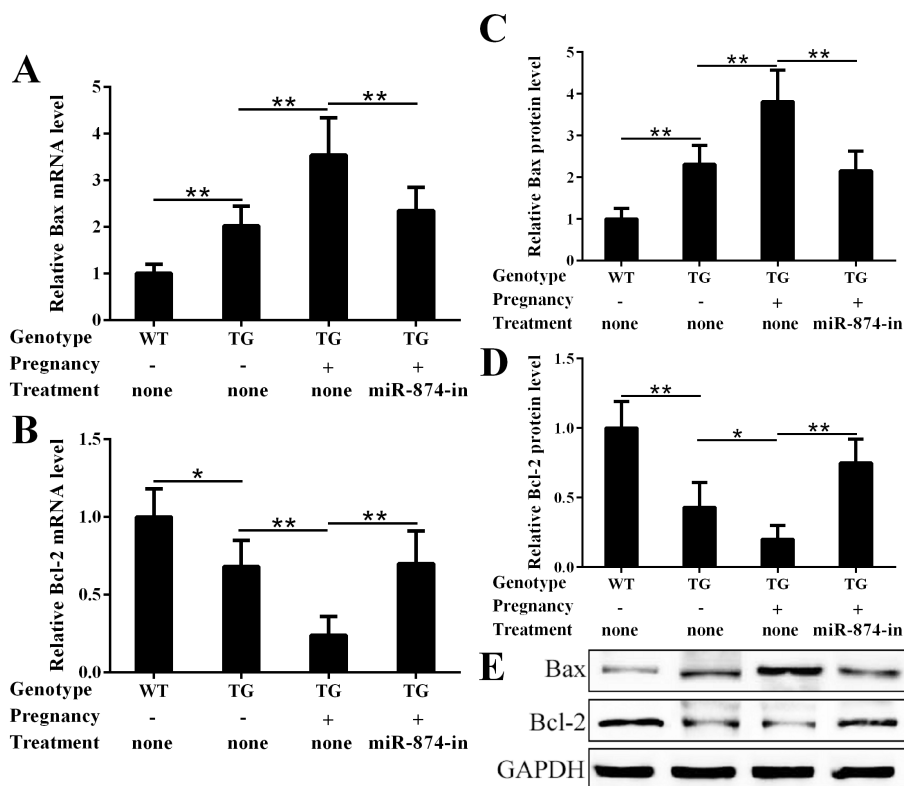 A
Relative Bax mRNA level
5
4
3
2
1
0
** ** **
Genotype WT TG TG TG
Pregnancy - - + +
Treatment none none none miR-874-in
B
Relative Bcl-2 mRNA level
1.5
1.0
0.5
0.0
* ** **
Genotype WT TG TG TG
Pregnancy - - + +
Treatment none none none miR-874-in
C
Relative Bax protein level
5
4
3
2
1
0
** ** **
Genotype WT TG TG TG
Pregnancy - - + +
Treatment none none none miR-874-in
D
Relative Bcl-2 protein level
1.5
1.0
0.5
0.0
** * **
Genotype WT TG TG TG
Pregnancy - - + +
Treatment none none none miR-874-in
E
Bax
Bcl-2
GAPDH